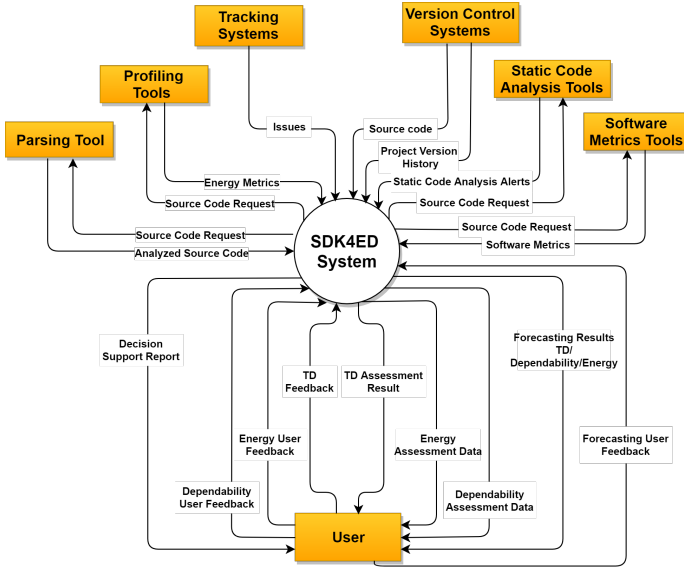 Tracking
Systems
Version Control
Systems
Profiling
Tools
Static Code
Analysis Tools
Parsing Tool
Software
Metrics Tools
Issues
Source code
Project Version
History
Energy Metrics
Static Code Analysis Alerts
Source Code Request
Source Code Request
Source Code Request
Analyzed Source Code
Source Code Request
Software Metrics
SDK4ED
System
Decision
Support Report
Forecasting Results
TD/
Dependability/Energy
TD
Feedback
TD Assessment
Result
Energy User
Feedback
Energy
Assessment Data
Forecasting User
Feedback
Dependability
User Feedback
Dependability
Assessment Data
User